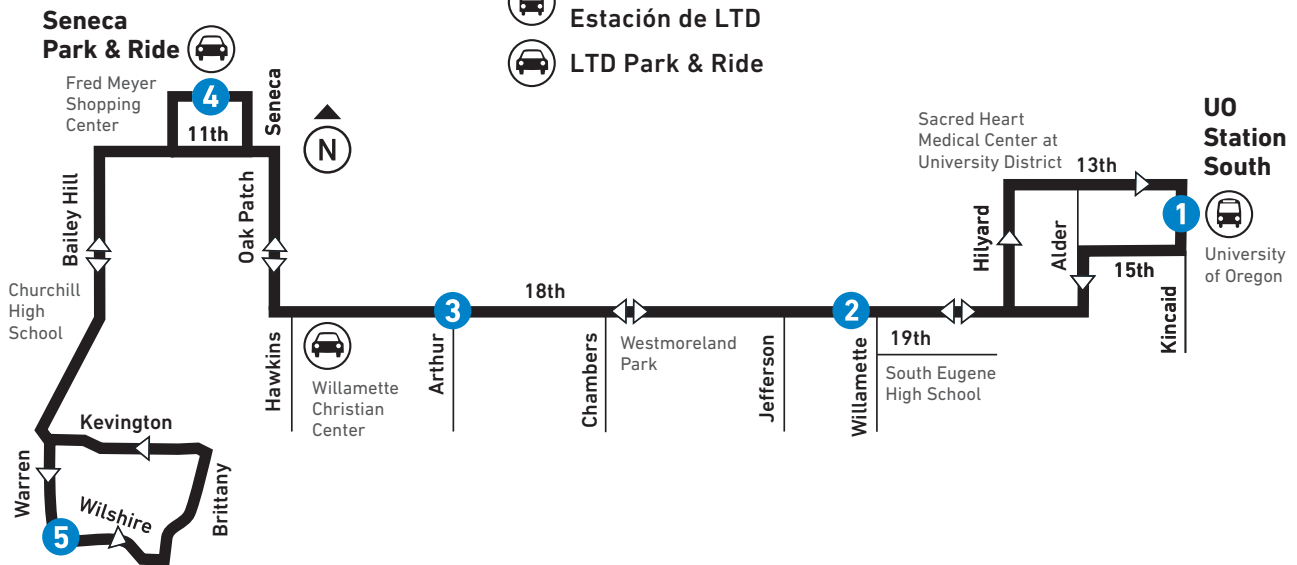 Estación de LTD
LTD Park & Ride
Seneca
Park & Ride
Fred Meyer
Shopping
Center
4
11th
Seneca
N
Bailey Hill
Oak Patch
Churchill
High
School
Sacred Heart
Medical Center at
University District
13th
UO
Station
South
1
University
of Oregon
Hilyard
Alder
15th
Kincaid
18th
3
2
Hawkins
Willamette
Christian
Center
Arthur
Chambers
Westmoreland
Park
Jefferson
Willamette
19th
South Eugene
High School
Kevington
Warren
Wilshire
Brittany
5